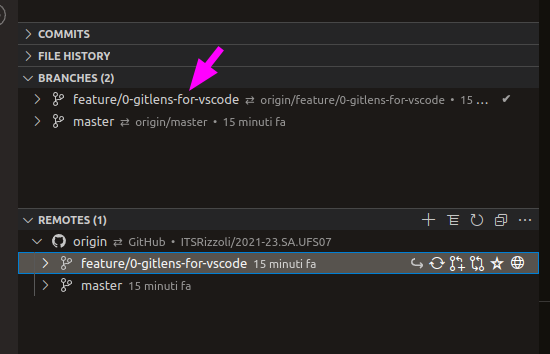 COMMITS
FILE HISTORY
BRANCHES (2)
feature/0-gitlens-for-vscode ⇄ origin/feature/0-gitlens-for-vscode • 15 ... ✔
master ⇄ origin/master • 15 minuti fa
REMOTES (1)
origin ⇄ GitHub • ITSRizzoli/2021-23.SA.UFS07
feature/0-gitlens-for-vscode 15 minuti fa
master 15 minuti fa